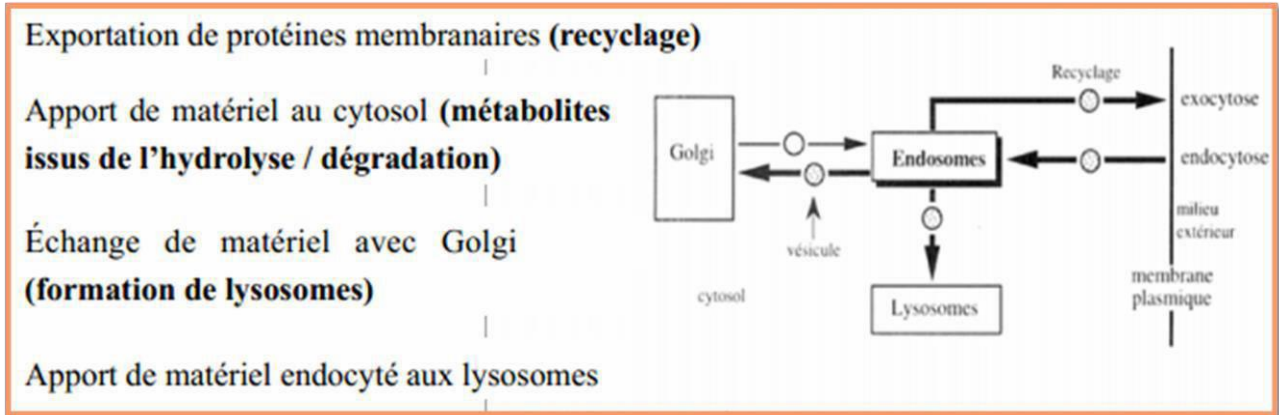 Exportation de protéines membranaires (recyclage)
Apport de matériel au cytosol (métabolites
issus de l’hydrolyse / dégradation)
Échange de matériel avec Golgi
(formation de lysosomes)
Apport de matériel endocyté aux lysosomes
Recyclage
exocytose
Golgi
Endosomes
endocytose
milieu
extérieur
vésicule
cytosol
Lysosomes
membrane
plasmique